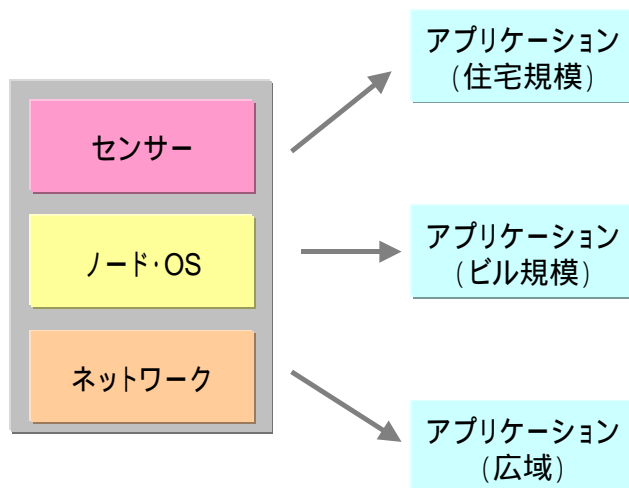 センサー
ノード･OS
ネットワーク
アプリケーション
(住宅規模)
アプリケーション
(ビル規模)
アプリケーション
(広域)